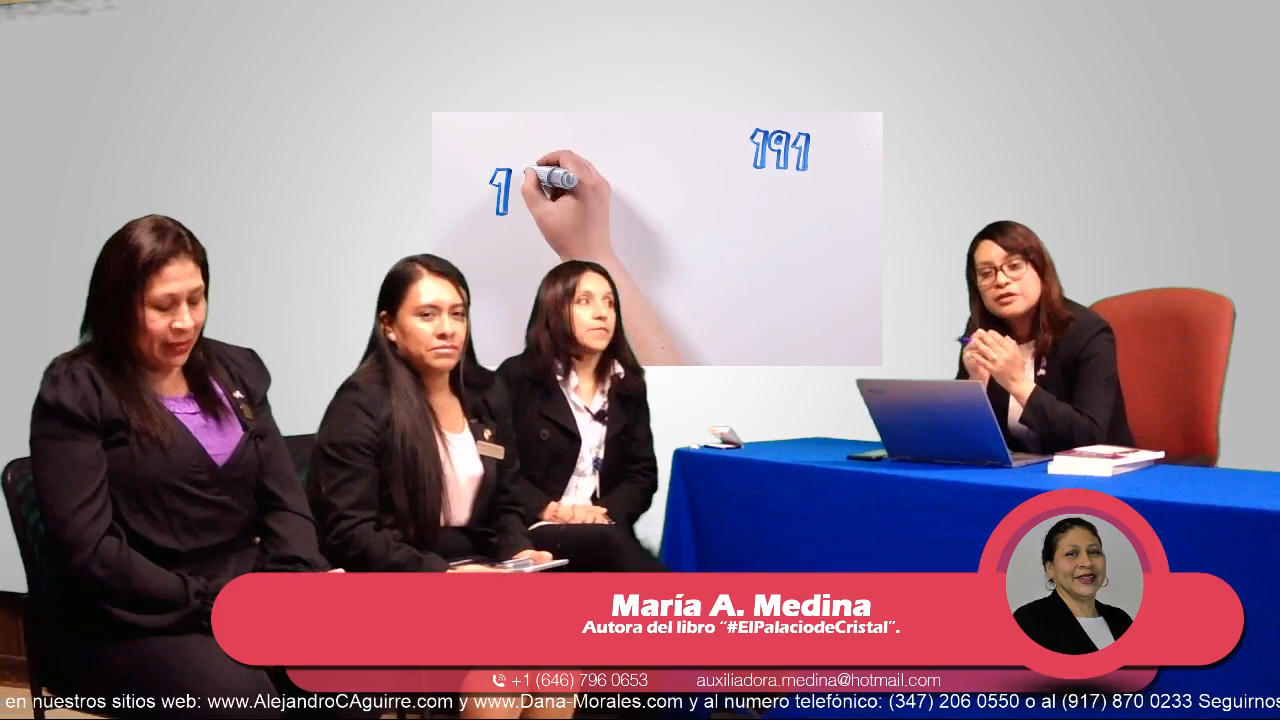 191
1
María A. Medina
Autora del libro “#ElPalaciodeCristal”.
+1 (646) 796 0653 auxiliadora.medina@hotmail.com
en nuestros sitios web: www.AlejandroCAguirre.com y www.Dana-Morales.com y al numero telefónico: (347) 206 0550 o al (917) 870 0233 Seguirnos